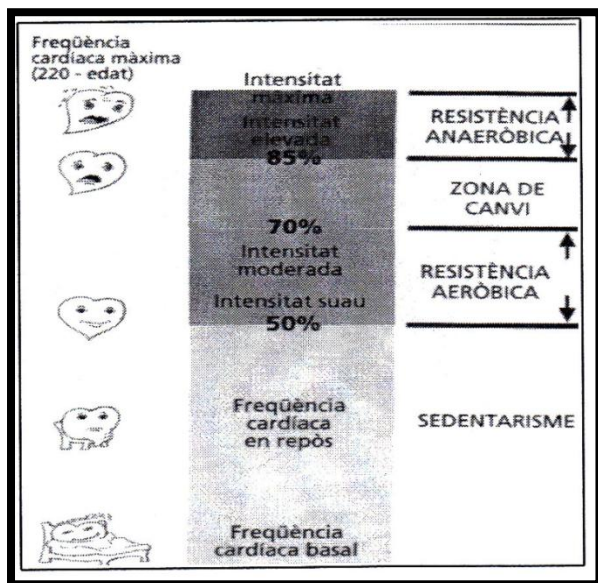 Freqüència
cardíaca màxima
(220 - edat)
Intensitat
màxima
Intensitat
elevada
85%
RESISTÈNCIA
ANAERÒBICA
ZONA DE
CANVI
70%
Intensitat
moderada
RESISTÈNCIA
AERÒBICA
Intensitat suau
50%
Freqüència
cardíaca
en repòs
SEDENTARISME
Freqüència
cardíaca basal